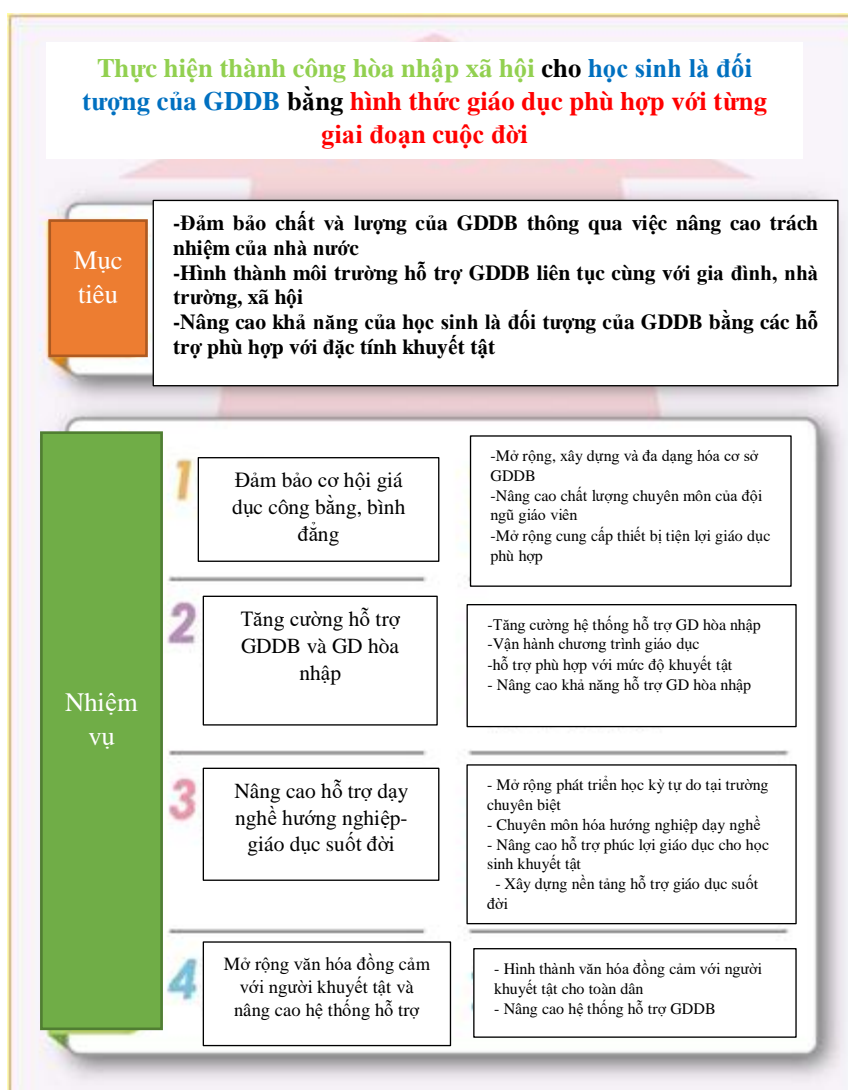 Thực hiện thành công hòa nhập xã hội cho học sinh là đối
tượng của GDDB bằng hình thức giáo dục phù hợp với từng
giai đoạn cuộc đời
Mục
tiêu
-Đảm bảo chất và lượng của GDDB thông qua việc nâng cao trách
nhiệm của nhà nước
-Hình thành môi trường hỗ trợ GDDB liên tục cùng với gia đình, nhà
trường, xã hội
-Nâng cao khả năng của học sinh là đối tượng của GDDB bằng các hỗ
trợ phù hợp với đặc tính khuyết tật
Nhiệm
vụ
1
Đảm bảo cơ hội giá
dục công bằng, bình
đẳng
-Mở rộng, xây dựng và đa dạng hóa cơ sở
GDDB
-Nâng cao chất lượng chuyên môn của đội
ngũ giáo viên
-Mở rộng cung cấp thiết bị tiện lợi giáo dục
phù hợp
2
Tăng cường hỗ trợ
GDDB và GD hòa
nhập
-Tăng cường hệ thống hỗ trợ GD hòa nhập
-Vận hành chương trình giáo dục
-hỗ trợ phù hợp với mức độ khuyết tật
- Nâng cao khả năng hỗ trợ GD hòa nhập
3
Nâng cao hỗ trợ dạy
nghề hướng nghiệp-
giáo dục suốt đời
- Mở rộng phát triển học kỳ tự do tại trường
chuyên biệt
- Chuyên môn hóa hướng nghiệp dạy nghề
- Nâng cao hỗ trợ phúc lợi giáo dục cho học
sinh khuyết tật
- Xây dựng nền tảng hỗ trợ giáo dục suốt
đời
4
Mở rộng văn hóa đồng cảm
với người khuyết tật và
nâng cao hệ thống hỗ trợ
- Hình thành văn hóa đồng cảm với người
khuyết tật cho toàn dân
- Nâng cao hệ thống hỗ trợ GDDB